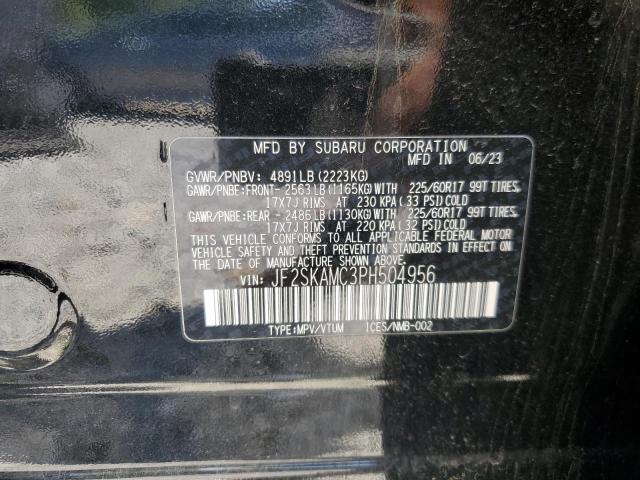 MFD BY SUBARU CORPORATION
MFD IN 06/23
GVWR/PNBV: 4891LB (2223KG)
GAWR/PNBE:FRONT- 2563LB(1165KG)WITH 225/60R17 99T TIRES,
17X7J RIMS AT 230 KPA (33 PSI)COLD
GAWR/PNBE:REAR - 2486LB(1130KG)WITH 225/60R17 99T TIRES,
17X7J RIMS AT 220 KPA (32 PSI)COLD
THIS VEHICLE CONFORMS TO ALL APPLICABLE FEDERAL MOTOR
VEHICLE SAFETY AND THEFT PREVENTION STANDARDS IN EFFECT ON
THE DATE OF MANUFACTURE SHOWN ABOVE.
VIN: JF2SKAMC3PH504956
TYPE:MPV/VTUM 1CES/NMB-002